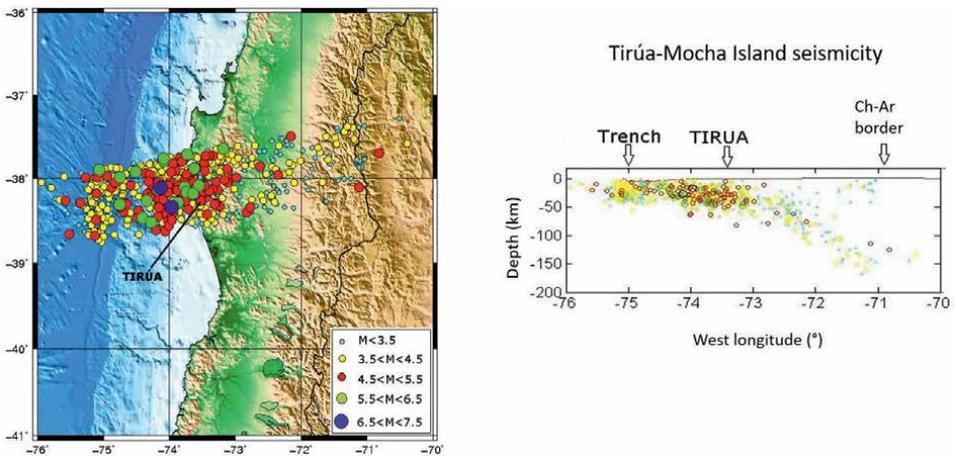 −36°
−37°
−38°
−39°
−40°
−41°
−76°
−75°
−74°
−73°
−72°
−71°
−70°
TIRÚA
M<3.5
3.5<M<4.5
4.5<M<5.5
5.5<M<6.5
6.5<M<7.5
Tirúa-Mocha Island seismicity
Trench
TIRUA
Ch-Ar
border
Depth (km)
0
-50
-100
-150
-200
-76
-75
-74
-73
-72
-71
-70
West longitude (°)